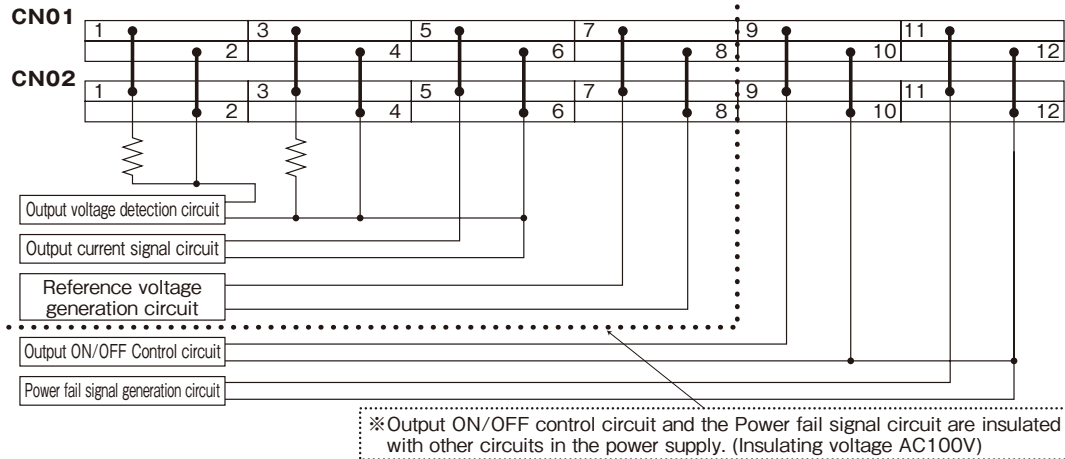 CN01
1 3 5 7 9 11
2 4 6 8 10 12
CN02
1 3 5 7 9 11
2 4 6 8 10 12
Output voltage detection circuit
Output current signal circuit
Reference voltage
generation circuit
Output ON/OFF Control circuit
Power fail signal generation circuit
※Output ON/OFF control circuit and the Power fail signal circuit are insulated
with other circuits in the power supply. (Insulating voltage AC100V)